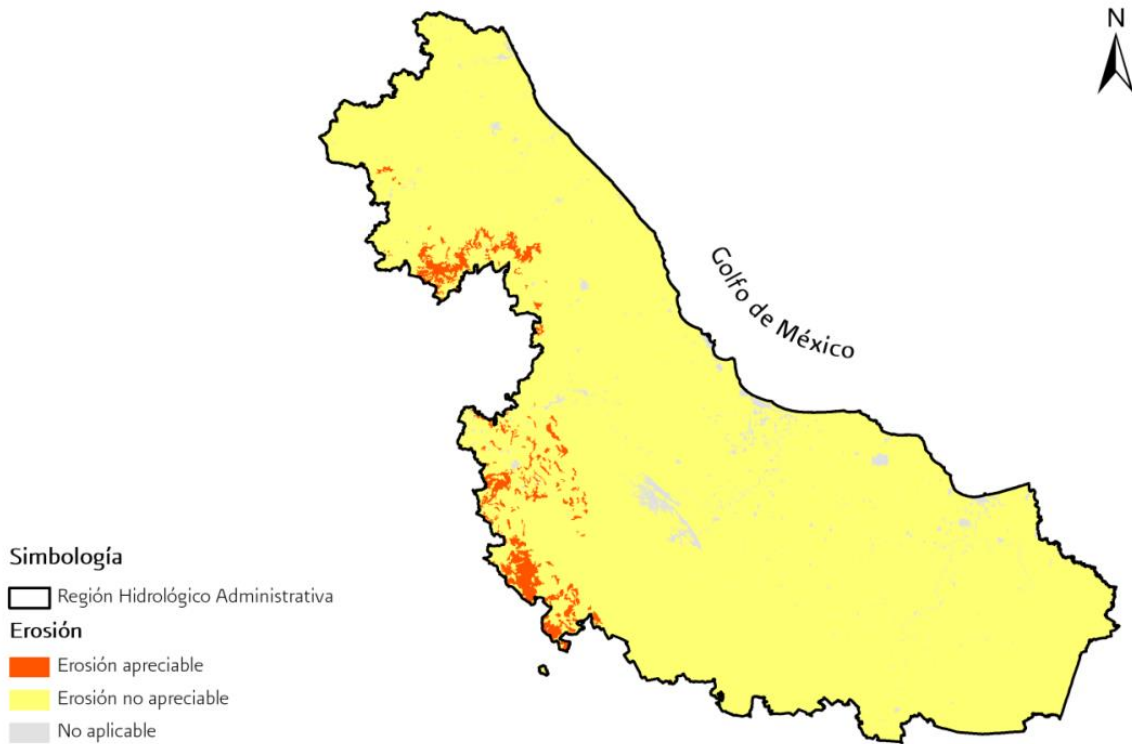 N
Golfo de México
Simbología
Región Hidrológico Administrativa
Erosión
Erosión apreciable
Erosión no apreciable
No aplicable